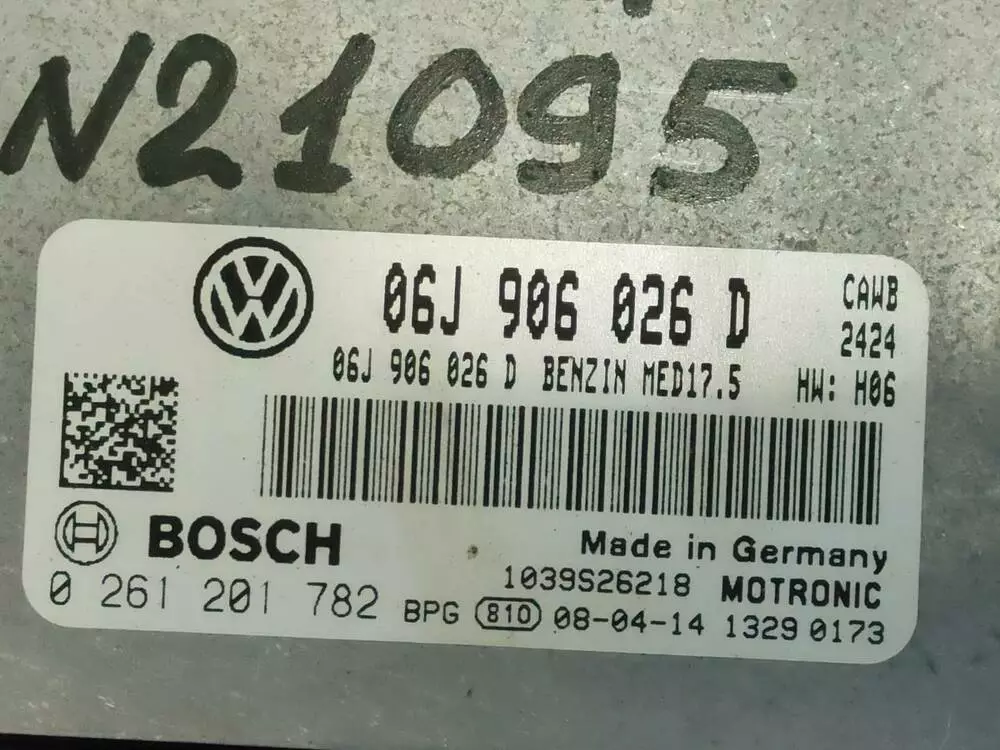 N21095
06J 906 026 D CAWB
2424
06J 906 026 D BENZIN MED17.5 HW: H06
BOSCH Made in Germany
1039S26218 MOTRONIC
0 261 201 782 BPG 810 08-04-14 1329 0173